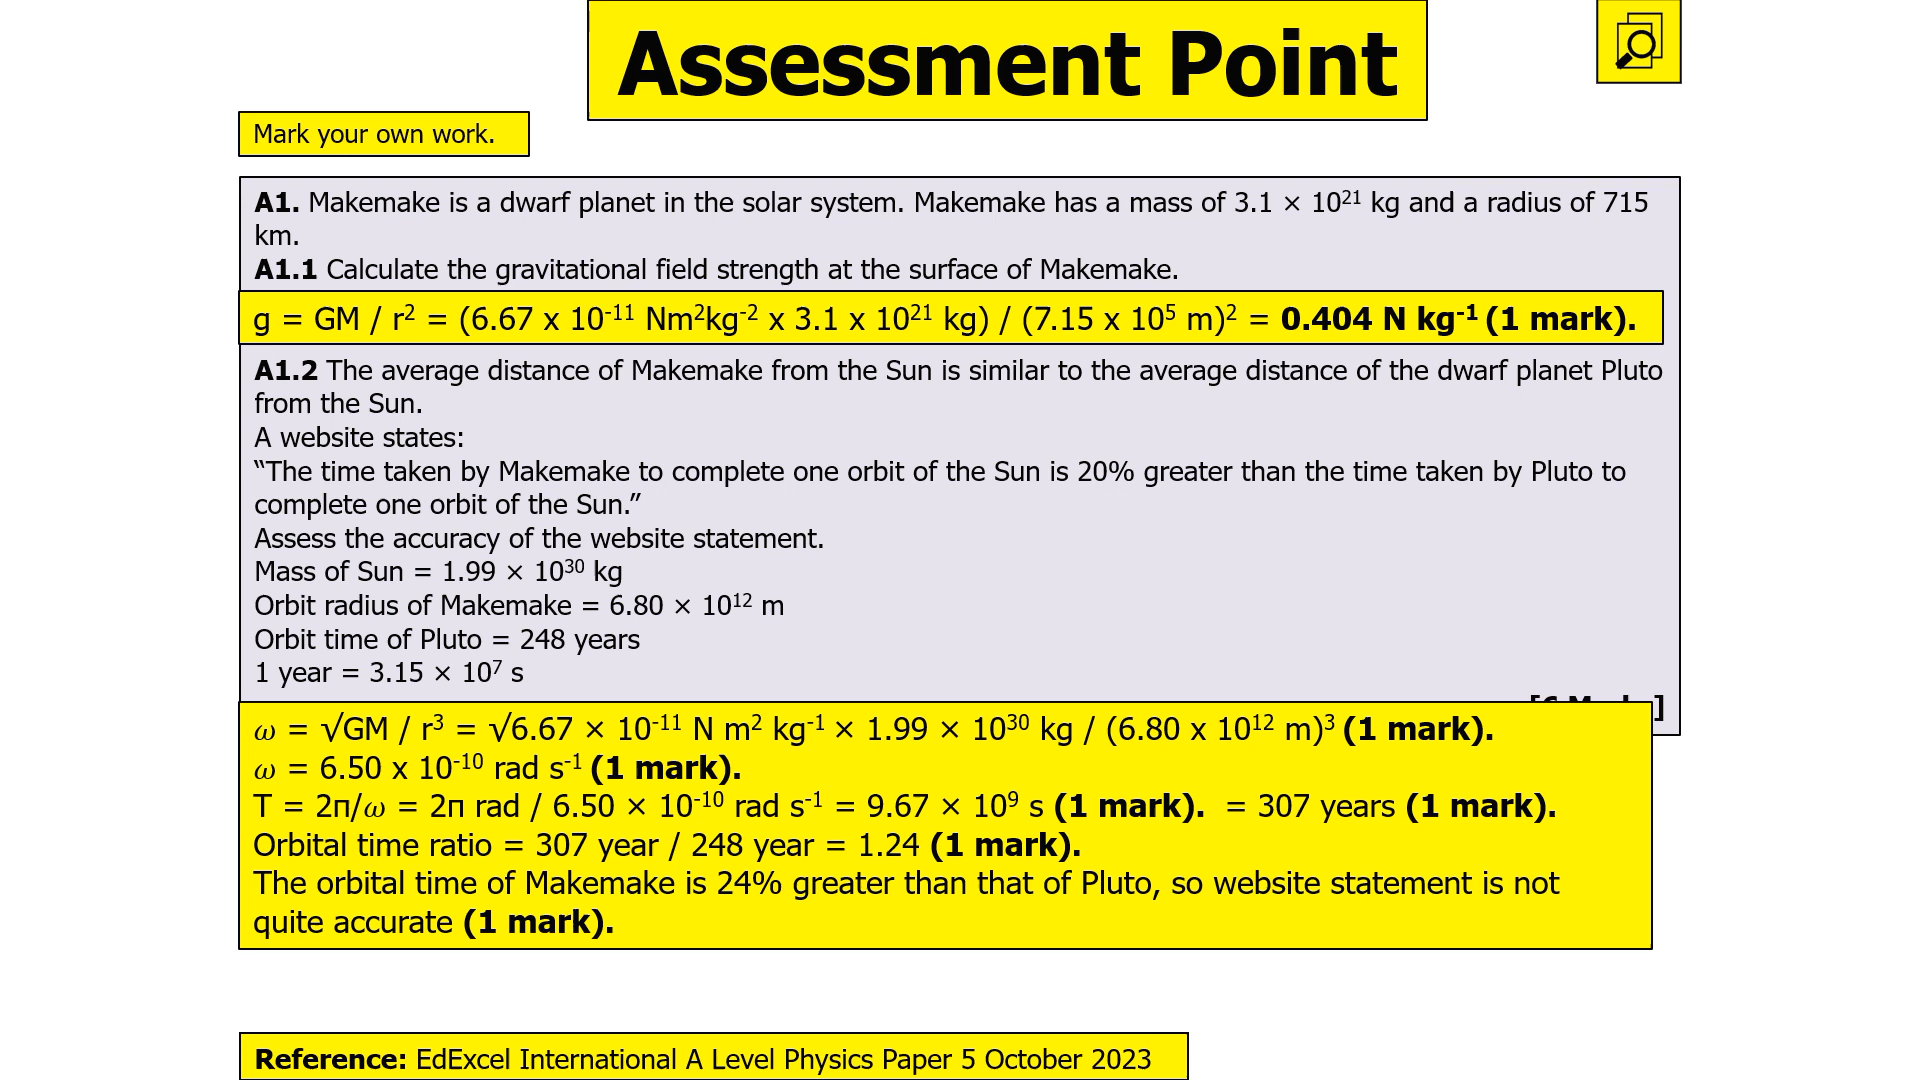 Assessment Point
Mark your own work.
A1. Makemake is a dwarf planet in the solar system. Makemake has a mass of 3.1 × 10²¹ kg and a radius of 715
km.
A1.1 Calculate the gravitational field strength at the surface of Makemake.
g = GM / r² = (6.67 x 10⁻¹¹ Nm²kg⁻² x 3.1 x 10²¹ kg) / (7.15 x 10⁵ m)² = 0.404 N kg⁻¹ (1 mark).
A1.2 The average distance of Makemake from the Sun is similar to the average distance of the dwarf planet Pluto
from the Sun.
A website states:
“The time taken by Makemake to complete one orbit of the Sun is 20% greater than the time taken by Pluto to
complete one orbit of the Sun.”
Assess the accuracy of the website statement.
Mass of Sun = 1.99 × 10³⁰ kg
Orbit radius of Makemake = 6.80 × 10¹² m
Orbit time of Pluto = 248 years
1 year = 3.15 × 10⁷ s
ω = √GM / r³ = √6.67 × 10⁻¹¹ N m² kg⁻¹ × 1.99 × 10³⁰ kg / (6.80 x 10¹² m)³ (1 mark).
ω = 6.50 x 10⁻¹⁰ rad s⁻¹ (1 mark).
T = 2π/ω = 2π rad / 6.50 × 10⁻¹⁰ rad s⁻¹ = 9.67 × 10⁹ s (1 mark). = 307 years (1 mark).
Orbital time ratio = 307 year / 248 year = 1.24 (1 mark).
The orbital time of Makemake is 24% greater than that of Pluto, so website statement is not
quite accurate (1 mark).
Reference: EdExcel International A Level Physics Paper 5 October 2023